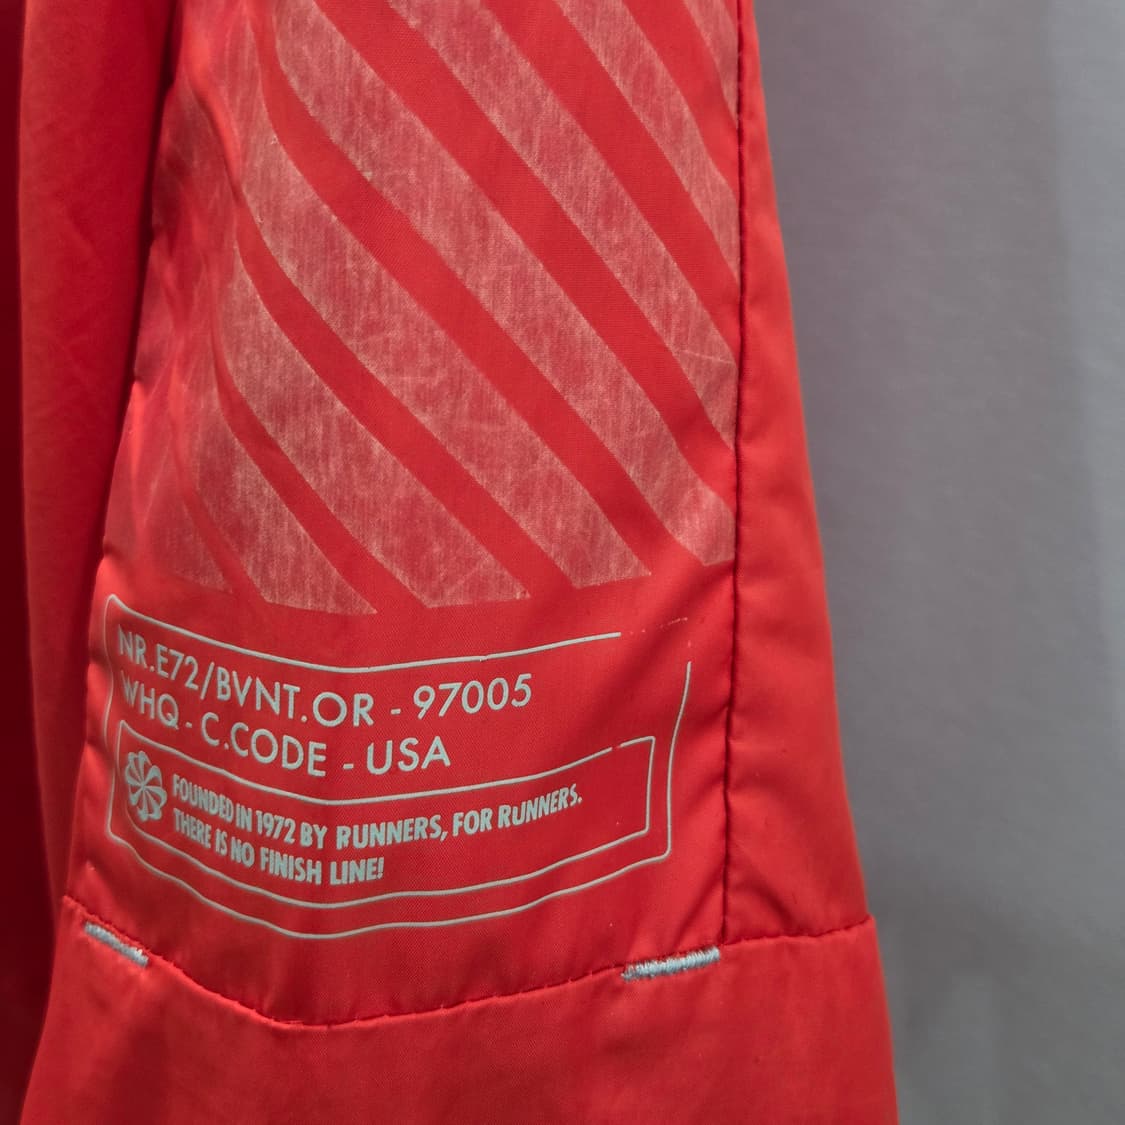 NR.E72/BVNT.OR - 97005
WHQ - C.CODE - USA
FOUNDED IN 1972 BY RUNNERS, FOR RUNNERS.
THERE IS NO FINISH LINE!